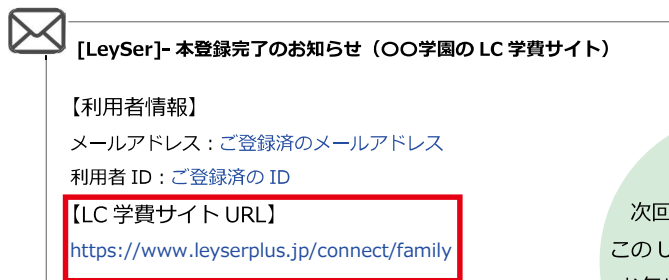 [LeySer]- 本登録完了のお知らせ（〇〇学園の LC 学費サイト）
【利用者情報】
メールアドレス：ご登録済のメールアドレス
利用者 ID：ご登録済の ID
【LC 学費サイト URL】
https://www.leyserplus.jp/connect/family
次回
この U